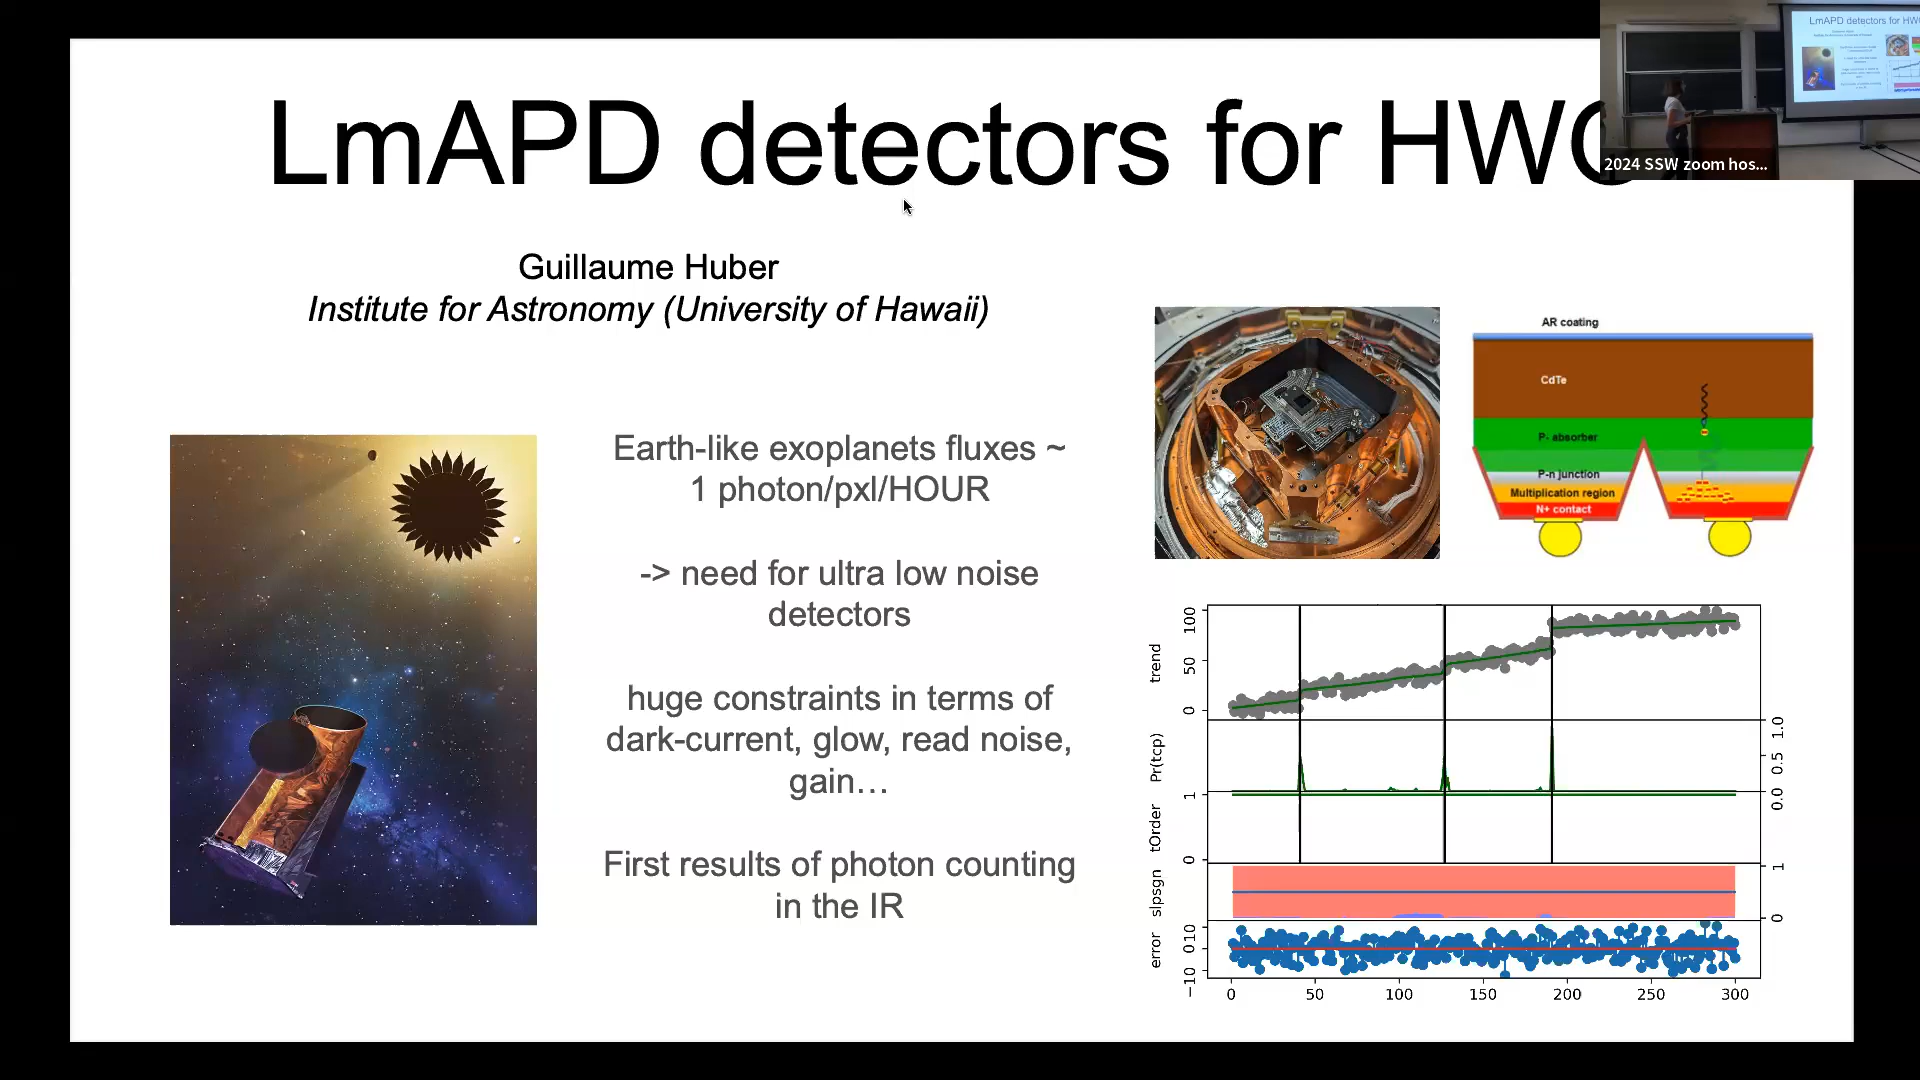 LmAPD detectors for HWO
2024 SSW zoom hos...
Guillaume Huber
Institute for Astronomy (University of Hawaii)
Earth-like exoplanets fluxes ~
1 photon/pxl/HOUR
-> need for ultra low noise
detectors
huge constraints in terms of
dark-current, glow, read noise,
gain…
First results of photon counting
in the IR
AR coating
CdTe
P- absorber
P-n junction
Multiplication region
N+ contact
trend
0 50 100
Pr(tcp)
0.0 0.5 1.0
tOrder
0 1
slpsgn
0 1
error
−10 0 10
0 50 100 150 200 250 300